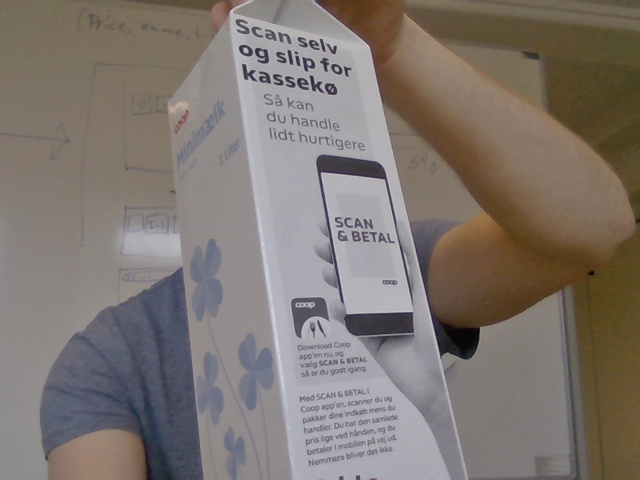 (Price, name, L
Scan selv
og slip for
kassekø
Så kan
du handle
lidt hurtigere
SCAN
& BETAL
coop
coop
Download Coop
app'en nu, og
vælg SCAN & BETAL
så er du godt igang.
Med SCAN & BETAL i
Coop app'en, scanner du og
pakker dine indkøb mens du
handler. Du har den samlede
pris lige ved hånden, og du
betaler i mobilen på vej ud.
Nemmere bliver det ikke.
coop
Minimælk
1 Liter